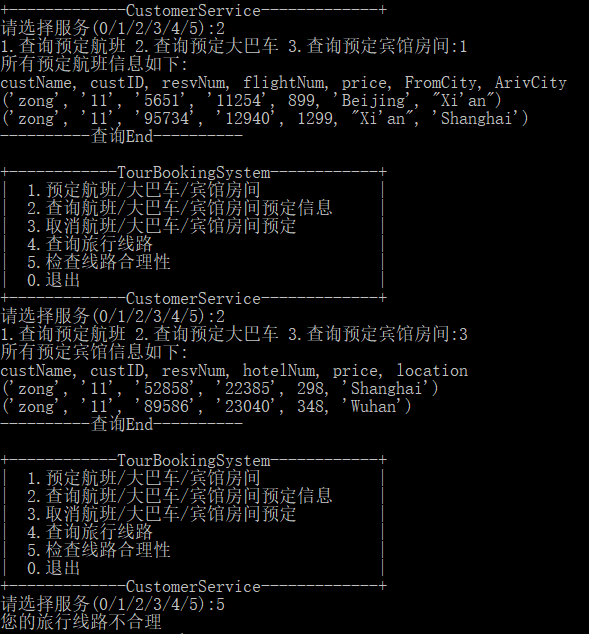 +-------------CustomerService-------------+
请选择服务(0/1/2/3/4/5):2
1.查询预定航班 2.查询预定大巴车 3.查询预定宾馆房间:1
所有预定航班信息如下:
custName, custID, resvNum, flightNum, price, FromCity, ArivCity
('zong', '11', '5651', '11254', 899, 'Beijing', "Xi'an")
('zong', '11', '95734', '12940', 1299, "Xi'an", 'Shanghai')
----------查询End----------
+------------TourBookingSystem------------+
|  1.预定航班/大巴车/宾馆房间             |
|  2.查询航班/大巴车/宾馆房间预定信息     |
|  3.取消航班/大巴车/宾馆房间预定         |
|  4.查询旅行线路                         |
|  5.检查线路合理性                       |
|  0.退出                                 |
+-------------CustomerService-------------+
请选择服务(0/1/2/3/4/5):2
1.查询预定航班 2.查询预定大巴车 3.查询预定宾馆房间:3
所有预定宾馆信息如下:
custName, custID, resvNum, hotelNum, price, location
('zong', '11', '52858', '22385', 298, 'Shanghai')
('zong', '11', '89586', '23040', 348, 'Wuhan')
----------查询End----------
+------------TourBookingSystem------------+
|  1.预定航班/大巴车/宾馆房间             |
|  2.查询航班/大巴车/宾馆房间预定信息     |
|  3.取消航班/大巴车/宾馆房间预定         |
|  4.查询旅行线路                         |
|  5.检查线路合理性                       |
|  0.退出                                 |
+-------------CustomerService-------------+
请选择服务(0/1/2/3/4/5):5
您的旅行线路不合理